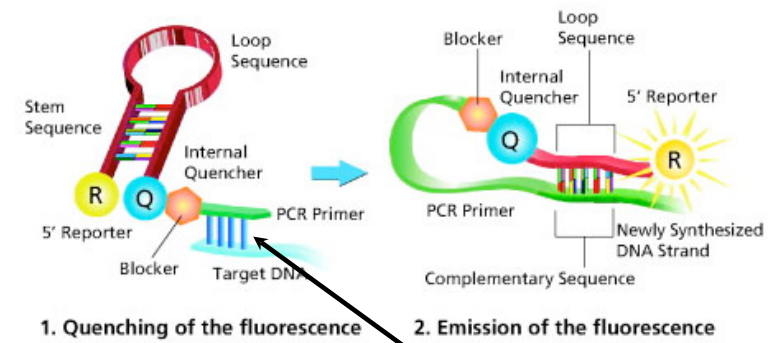 Loop
Sequence
Stem
Sequence
Internal
Quencher
R
Q
5' Reporter
PCR Primer
Blocker
Target DNA
1. Quenching of the fluorescence
Loop
Sequence
Blocker
Internal
Quencher
5' Reporter
Q
R
PCR Primer
Newly Synthesized
DNA Strand
Complementary Sequence
2. Emission of the fluorescence